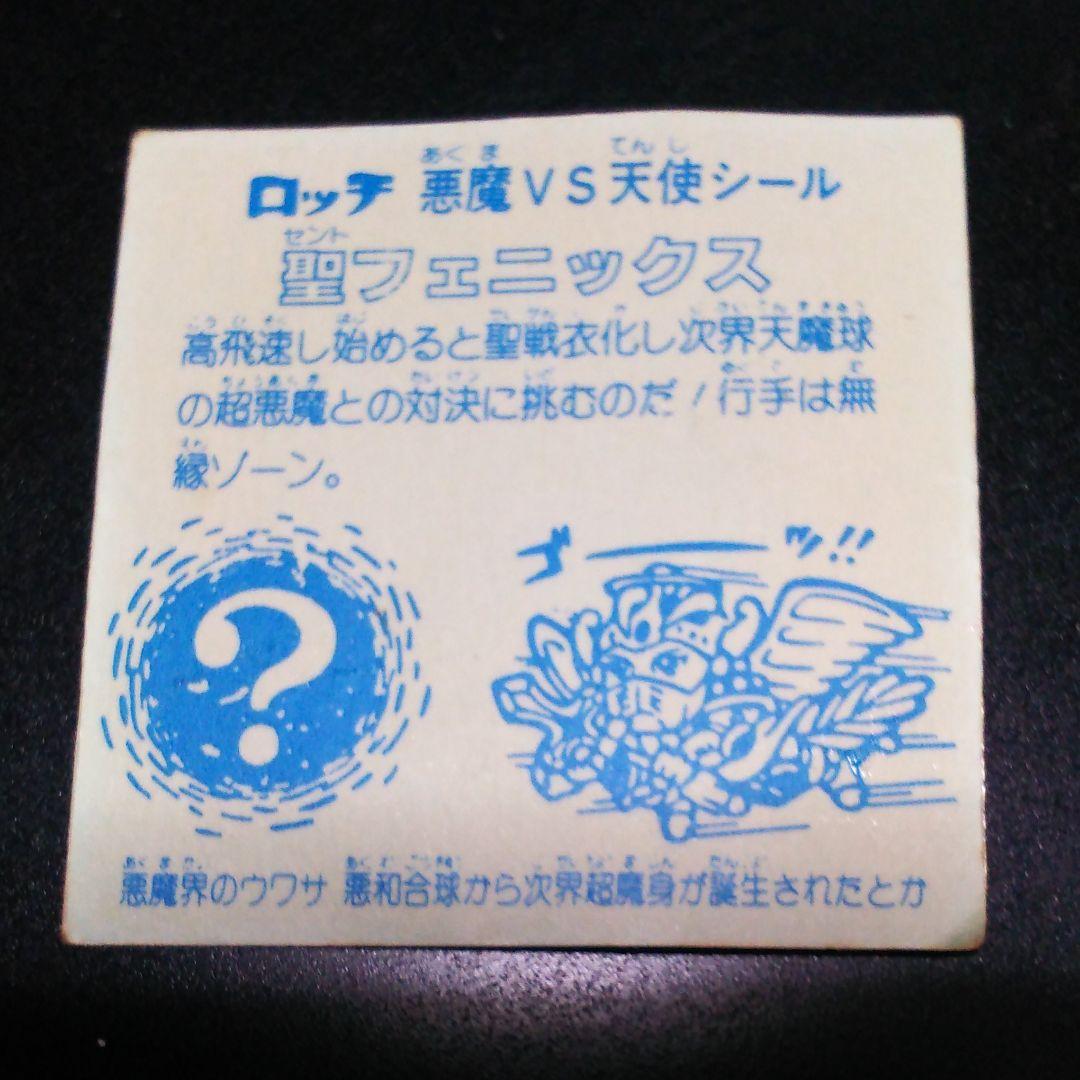 ロッチ 悪魔VS天使シール
聖フェニックス
高飛速し始めると聖戦衣化し次界天魔球
の超悪魔との対決に挑むのだ!行手は無
縁ゾーン。
ゴーッ!!
悪魔界のウワサ 悪和合球から次界超魔身が誕生されたとか